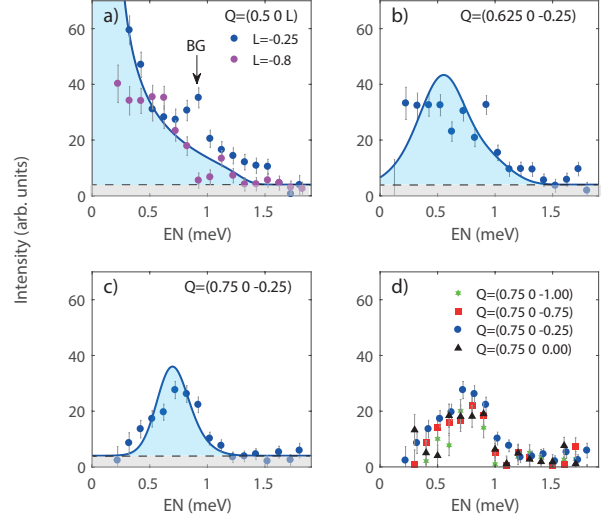 a) Q=(0.5 0 L)
L=-0.25
L=-0.8
BG
60
40
20
0
0 0.5 1 1.5
EN (meV)
b) Q=(0.625 0 -0.25)
60
40
20
0
0 0.5 1 1.5
EN (meV)
Intensity (arb. units)
c) Q=(0.75 0 -0.25)
60
40
20
0
0 0.5 1 1.5
EN (meV)
d) Q=(0.75 0 -1.00)
Q=(0.75 0 -0.75)
Q=(0.75 0 -0.25)
Q=(0.75 0 0.00)
60
40
20
0
0 0.5 1 1.5
EN (meV)